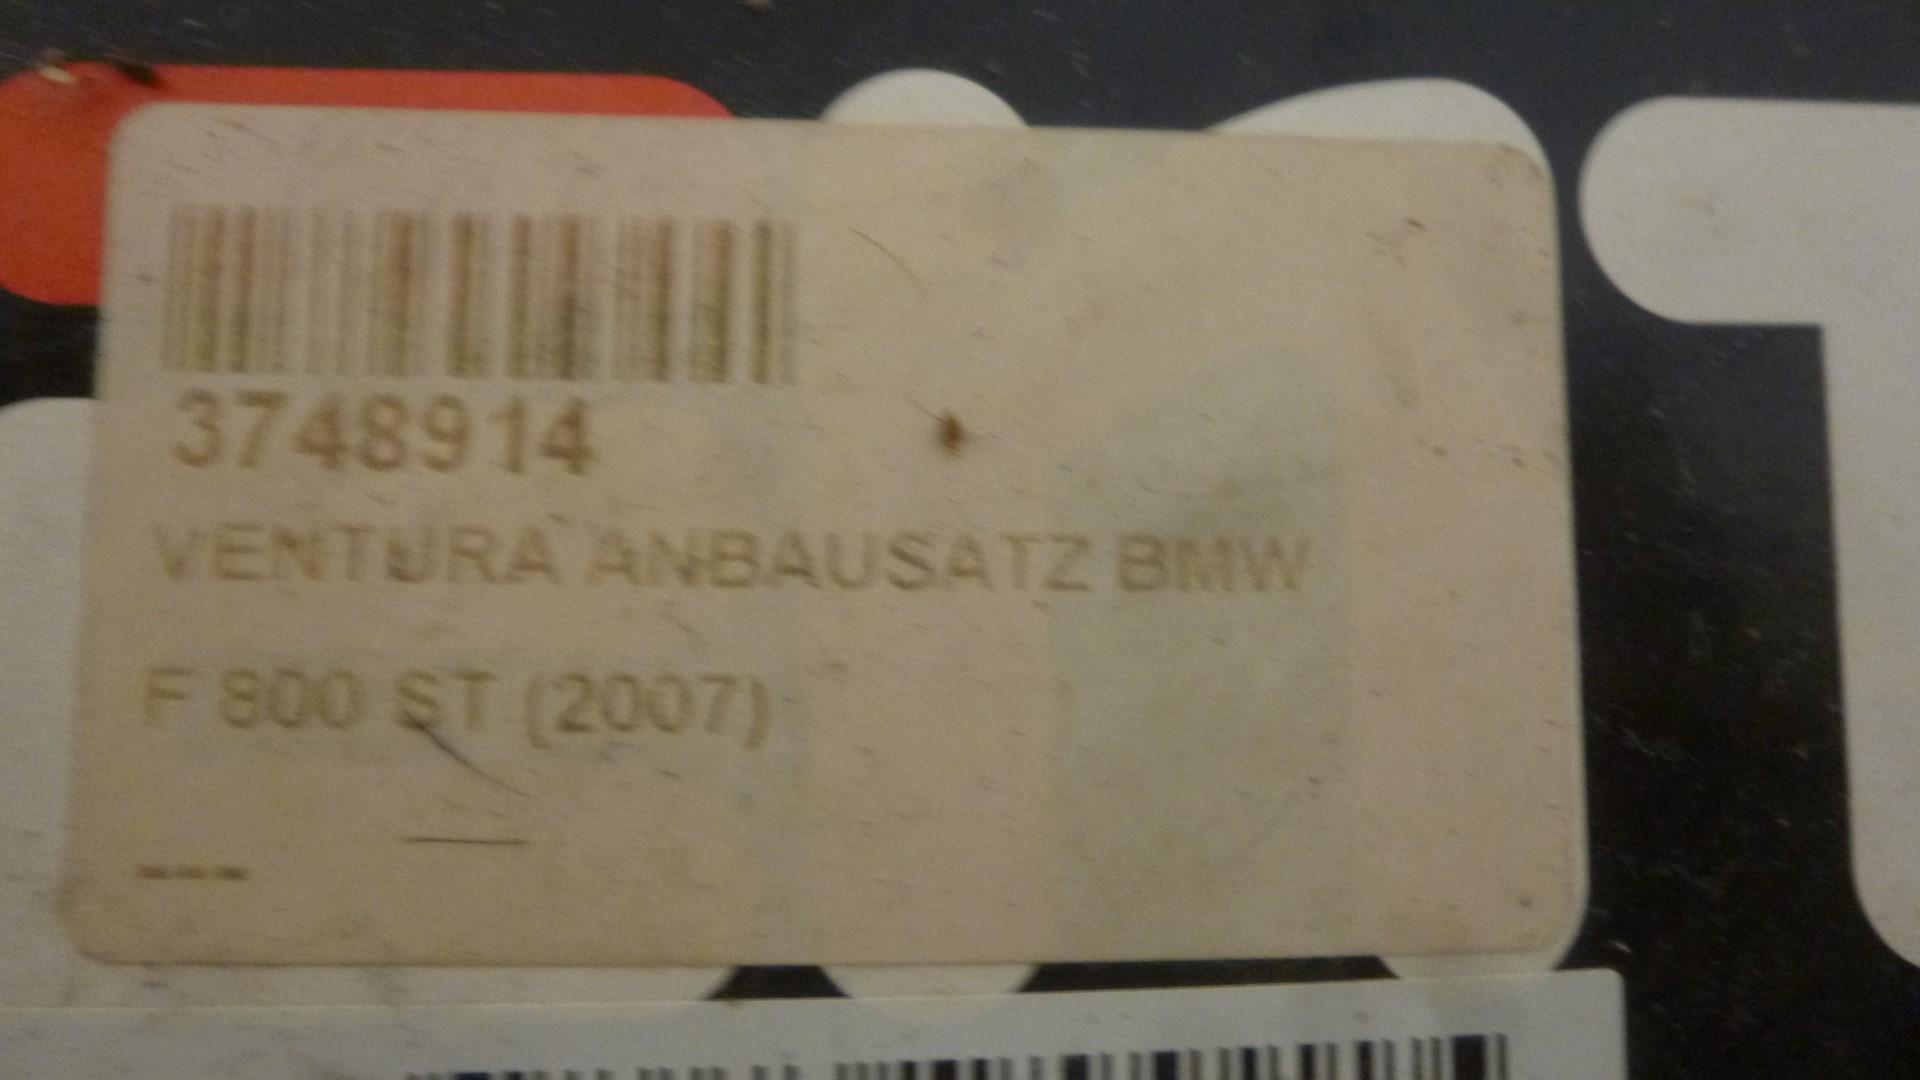 3748914
VENTURA ANBAUSATZ BMW
F 800 ST (2007)